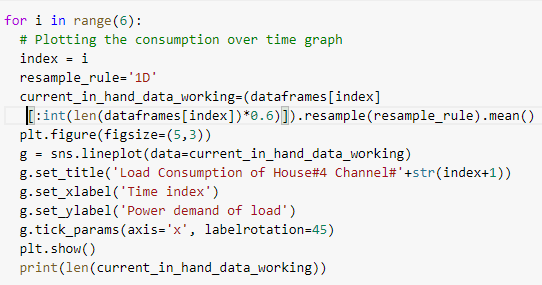 for i in range(6):
  # Plotting the consumption over time graph
  index = i
  resample_rule='1D'
  current_in_hand_data_working=(dataframes[index]
   [:int(len(dataframes[index])*0.6)]).resample(resample_rule).mean()
  plt.figure(figsize=(5,3))
  g = sns.lineplot(data=current_in_hand_data_working)
  g.set_title('Load Consumption of House#4 Channel#'+str(index+1))
  g.set_xlabel('Time index')
  g.set_ylabel('Power demand of load')
  g.tick_params(axis='x', labelrotation=45)
  plt.show()
  print(len(current_in_hand_data_working))